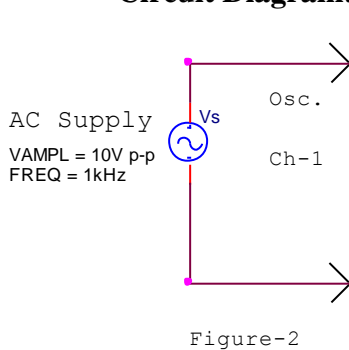 Circuit Diagram
Osc.
Vs
AC Supply
VAMPL = 10V p-p
FREQ = 1kHz
Ch-1
Figure-2